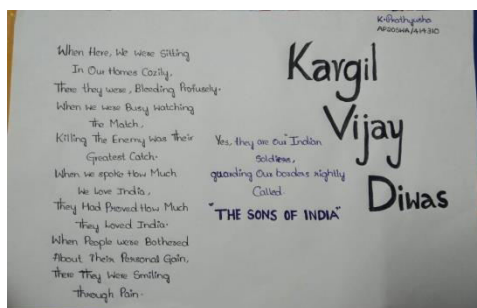 K. Prathyusha
When Here, We were Sitting
In Our Homes Cozily,
There they were, Bleeding Profusely.
When we were Busy Watching
the Match,
Killing The Enemy Was Their
Greatest Catch.
When we spoke How Much
We Love India,
They Had Proved How Much
They Loved India.
When People were Bothered
About Their Personal Gain,
There They Were Smiling
Through Pain.
Yes, they are our Indian
Soldiers,
guarding Our borders rightly
Called
"THE SONS OF INDIA"
Kargil
Vijay
Diwas